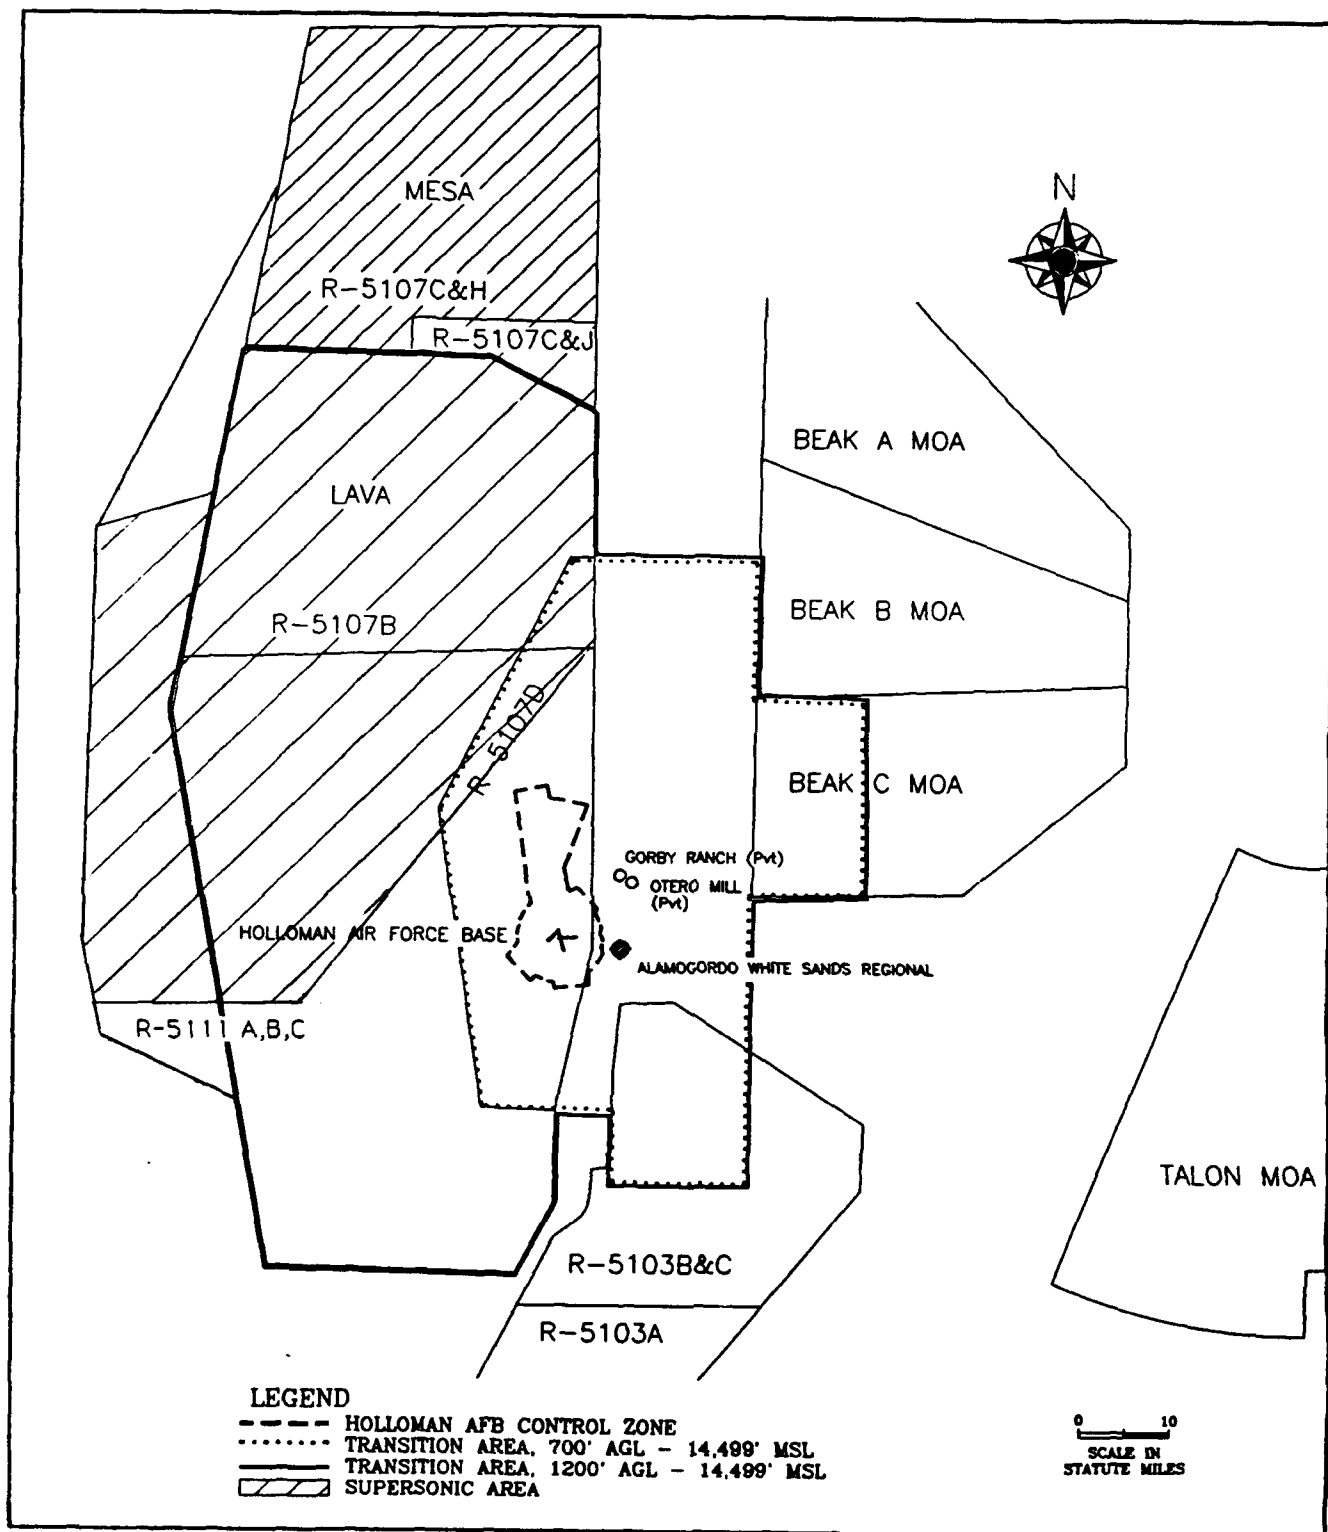 N
MESA
R-5107C&H
R-5107C&J
BEAK A MOA
LAVA
BEAK B MOA
R-5107B
R 5107D
BEAK C MOA
GORBY RANCH (Pvt)
OTERO MILL
(Pvt)
HOLLOMAN AIR FORCE BASE
ALAMOGORDO WHITE SANDS REGIONAL
R-5111 A,B,C
TALON MOA
R-5103B&C
R-5103A
LEGEND
HOLLOMAN AFB CONTROL ZONE
TRANSITION AREA, 700' AGL - 14,499' MSL
TRANSITION AREA, 1200' AGL - 14,499' MSL
SUPERSONIC AREA
0 10
SCALE IN
STATUTE MILES